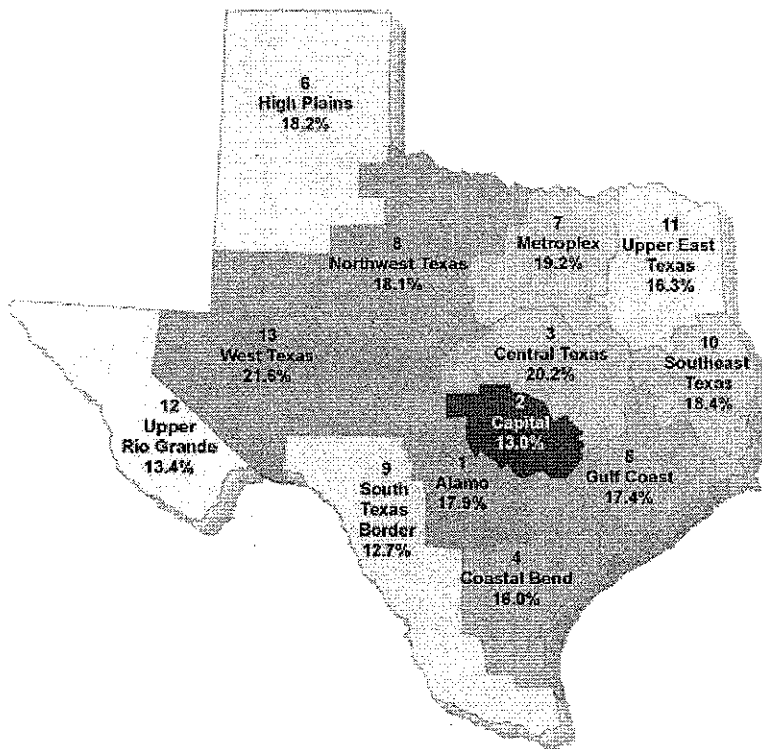 6
High Plains
18.2%
7
Metroplex
19.2%
11
Upper East
Texas
16.3%
8
Northwest Texas
18.1%
13
West Texas
21.6%
3
Central Texas
20.2%
10
Southeast
Texas
18.4%
12
Upper
Rio Grande
13.4%
2
Capital
13.0%
9
South
Texas
Border
12.7%
1
Alamo
17.9%
Gulf Coast
17.4%
4
Coastal Bend
16.0%